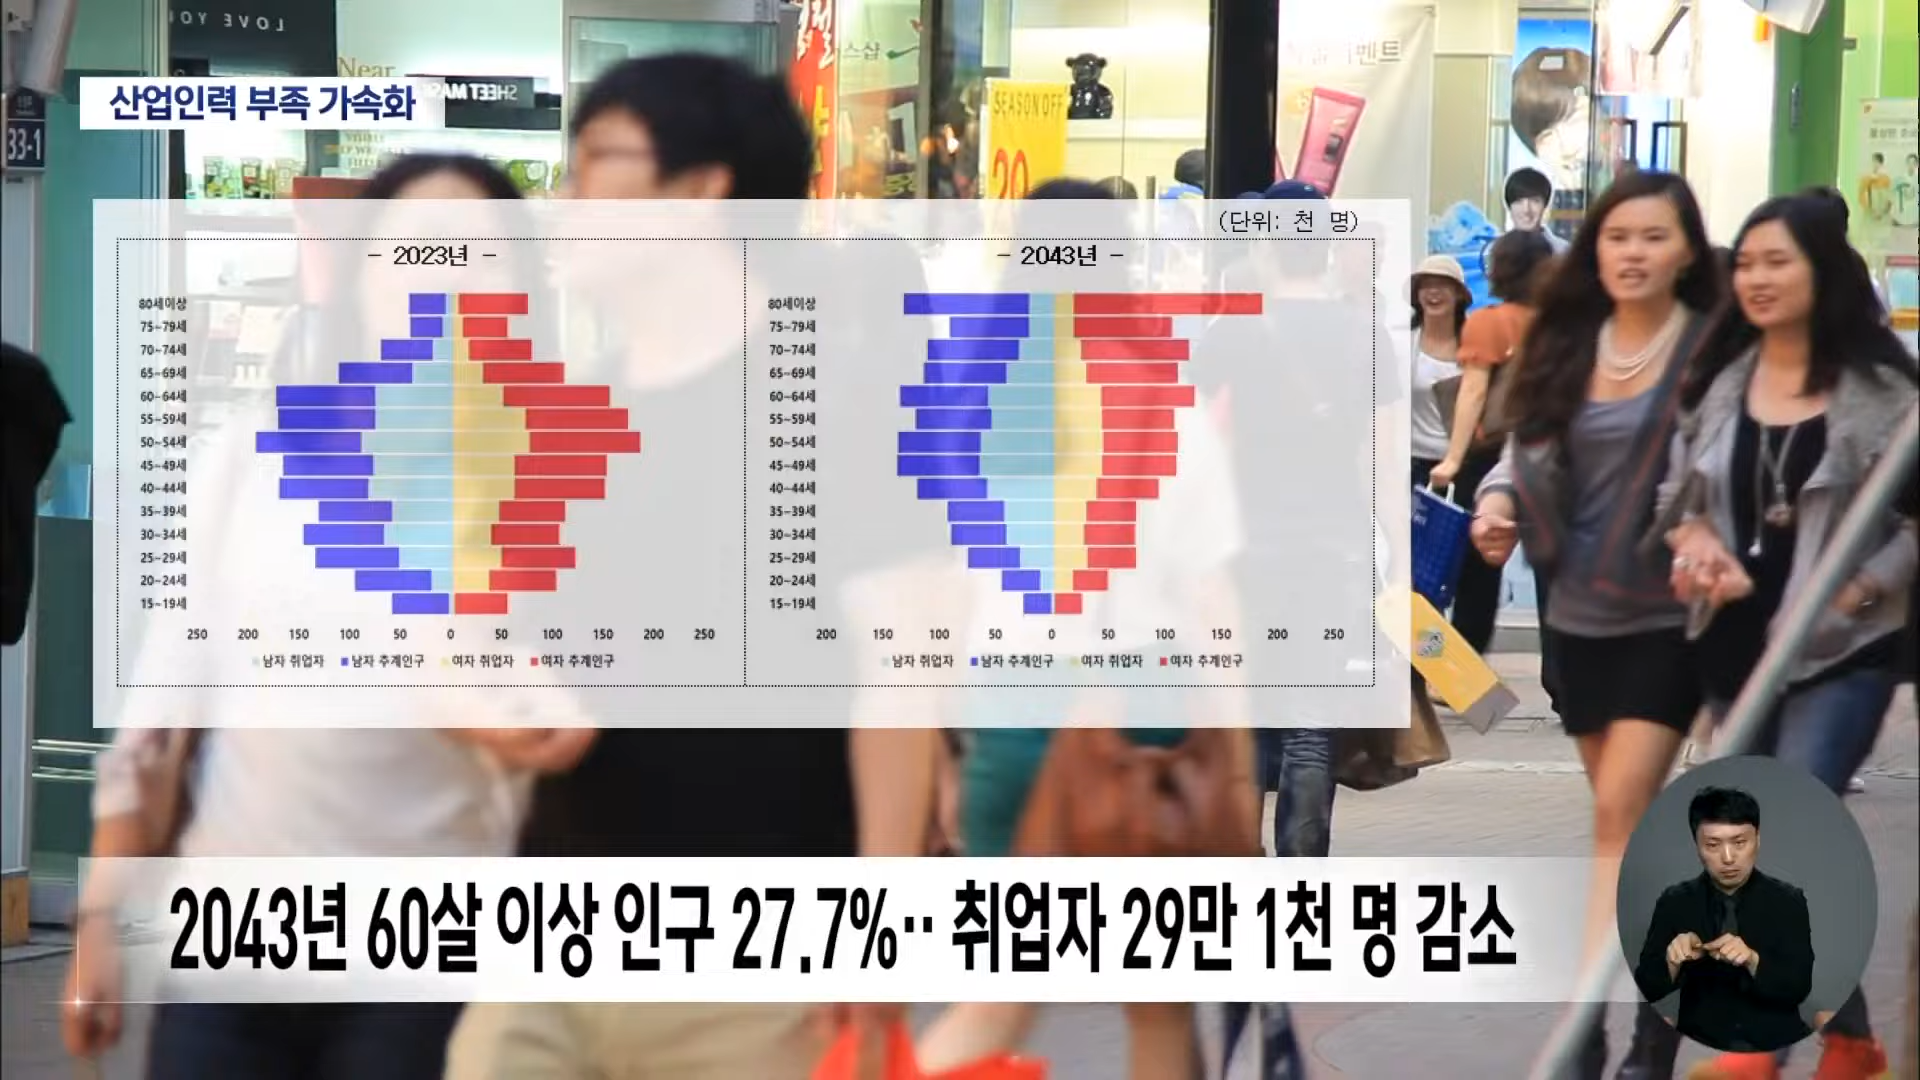 LOVE YOU
Near
SHEET MASK
산업인력 부족 가속화
33-1
스샵
SEASON OFF
20
벤트
(단위: 천 명)
- 2023년 -
80세이상
75~79세
70~74세
65~69세
60~64세
55~59세
50~54세
45~49세
40~44세
35~39세
30~34세
25~29세
20~24세
15~19세
250 200 150 100 50 0 50 100 150 200 250
남자 취업자 남자 추계인구 여자 취업자 여자 추계인구
- 2043년 -
80세이상
75~79세
70~74세
65~69세
60~64세
55~59세
50~54세
45~49세
40~44세
35~39세
30~34세
25~29세
20~24세
15~19세
200 150 100 50 0 50 100 150 200 250
남자 취업자 남자 추계인구 여자 취업자 여자 추계인구
2043년 60살 이상 인구 27.7%·· 취업자 29만 1천 명 감소